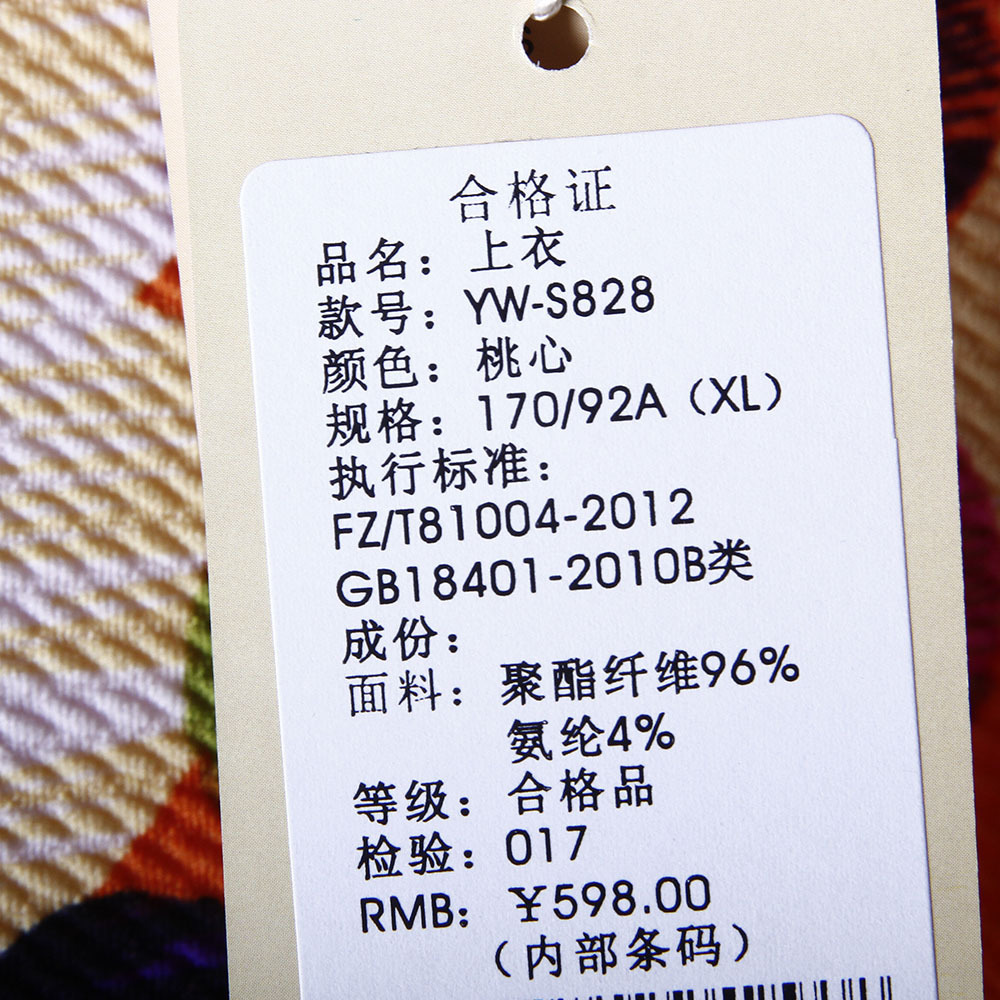 合格证
品名：上衣
款号：YW-S828
颜色：桃心
规格：170/92A（XL）
执行标准：
FZ/T81004-2012
GB18401-2010B类
成份：
面料：聚酯纤维96%
氨纶4%
等级：合格品
检验：017
RMB：￥598.00
（内部条码）